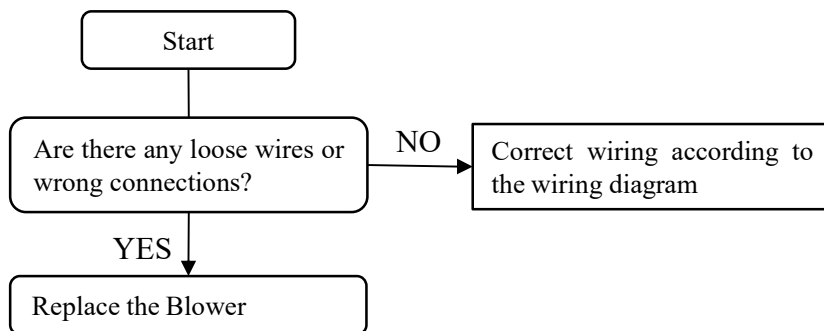 Start
Are there any loose wires or
wrong connections?
NO
Correct wiring according to
the wiring diagram
YES
Replace the Blower